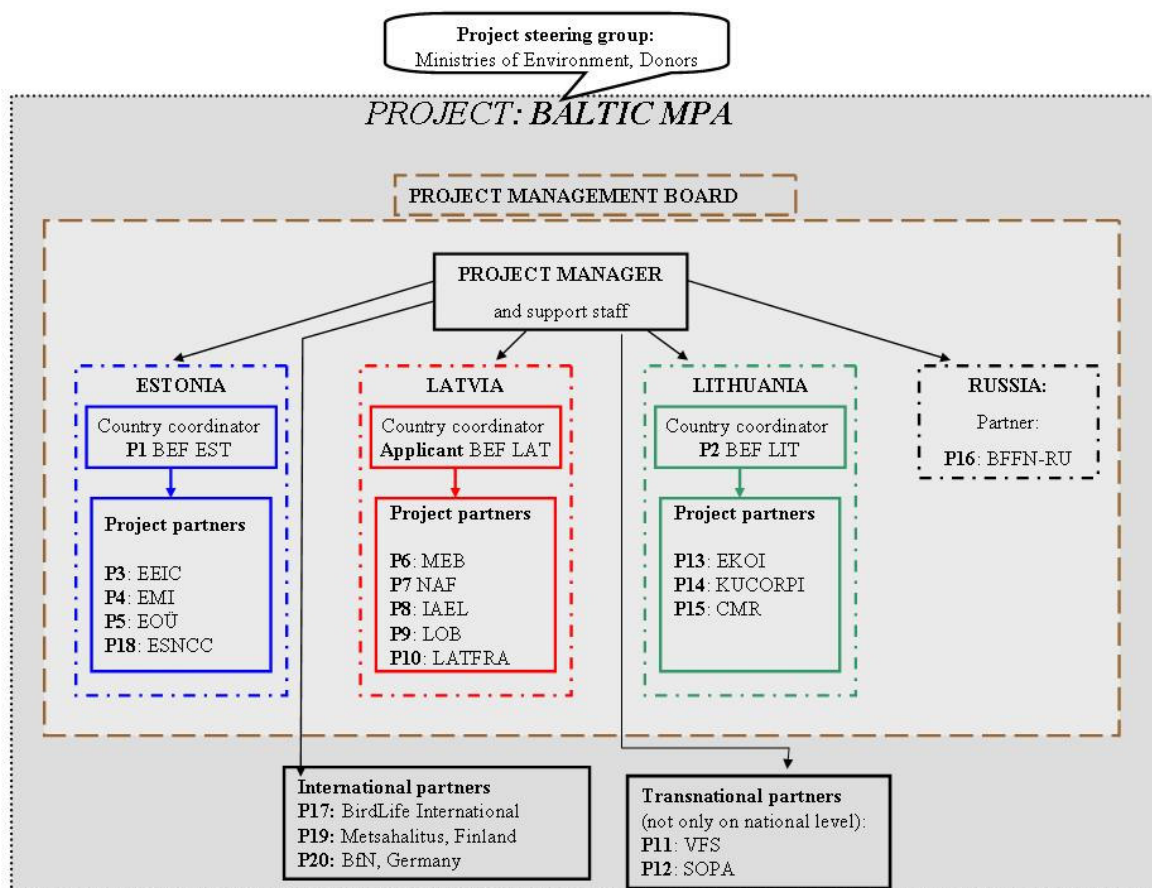 Project steering group:
Ministries of Environment, Donors
PROJECT: BALTIC MPA
PROJECT MANAGEMENT BOARD
PROJECT MANAGER
and support staff
ESTONIA
Country coordinator
P1 BEF EST
Project partners
P3: EEIC
P4: EMI
P5: EOÜ
P18: ESNCC
LATVIA
Country coordinator
Applicant BEF LAT
Project partners
P6: MEB
P7 NAF
P8: IAEL
P9: LOB
P10: LATFRA
LITHUANIA
Country coordinator
P2 BEF LIT
Project partners
P13: EKOI
P14: KUCORPI
P15: CMR
RUSSIA:
Partner:
P16: BFFN-RU
International partners
P17: BirdLife International
P19: Metsahalitus, Finland
P20: BfN, Germany
Transnational partners
(not only on national level):
P11: VFS
P12: SOPA